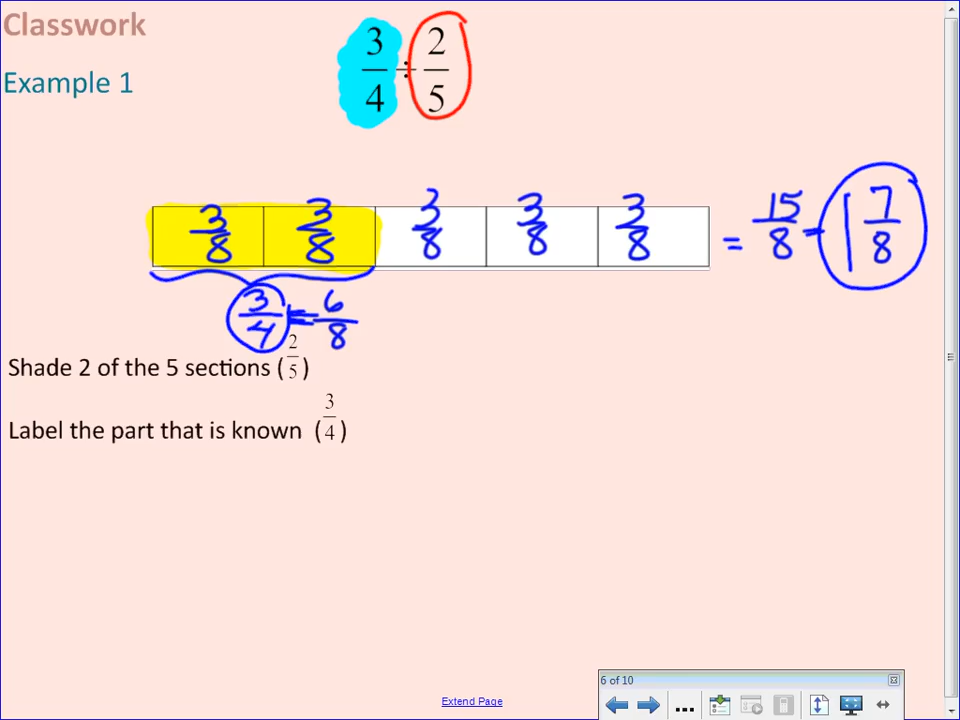 Classwork
Example 1
3/4 ÷ 2/5
3/8 3/8 3/8 3/8 3/8 = 15/8 = 1 7/8
3/4 = 6/8
Shade 2 of the 5 sections (2/5)
Label the part that is known (3/4)
Extend Page
6 of 10